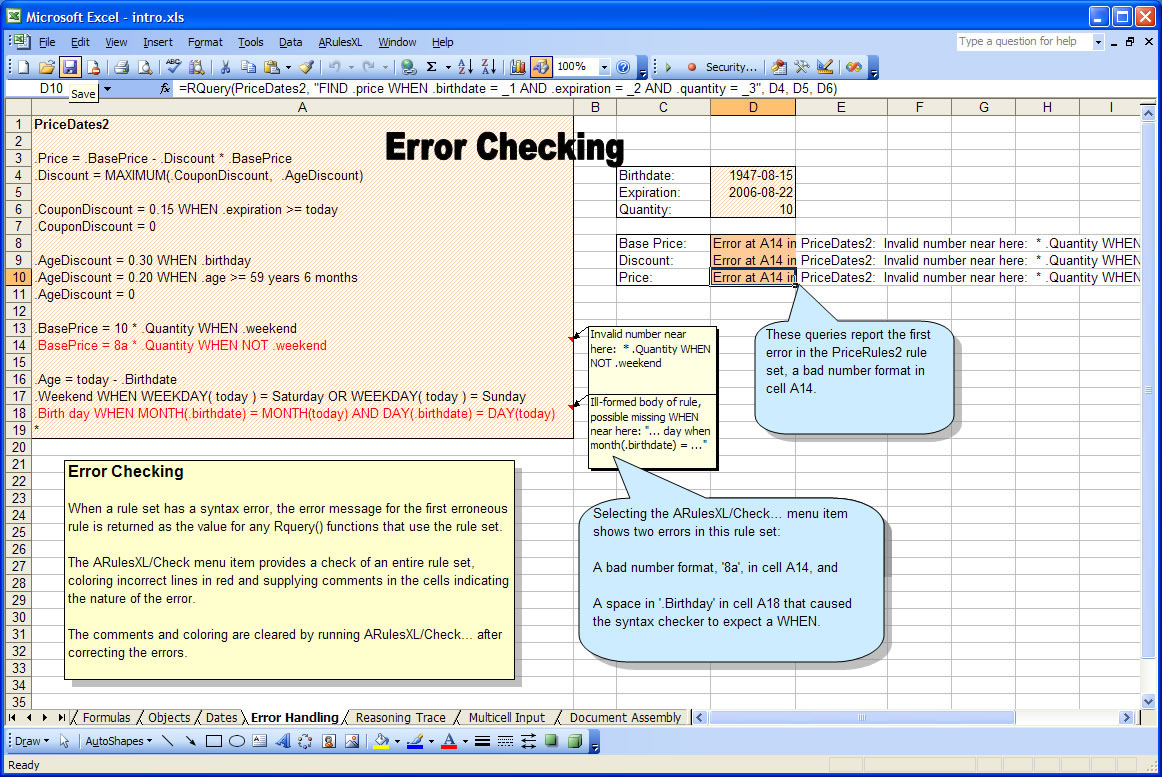 Microsoft Excel - intro.xls
File Edit View Insert Format Tools Data ARulesXL Window Help
Type a question for help
100%
Security...
D10
fx =RQuery(PriceDates2, "FIND .price WHEN .birthdate = _1 AND .expiration = _2 AND .quantity = _3", D4, D5, D6)
Save
A B C D E F G H I
1 PriceDates2
2
Error Checking
3 .Price = .BasePrice - .Discount * .BasePrice
4 .Discount = MAXIMUM(.CouponDiscount, .AgeDiscount) Birthdate: 1947-08-15
5 Expiration: 2006-08-22
6 .CouponDiscount = 0.15 WHEN .expiration >= today Quantity: 10
7 .CouponDiscount = 0
8 Base Price: Error at A14 in PriceDates2: Invalid number near here: * .Quantity WHEN
9 .AgeDiscount = 0.30 WHEN .birthday Discount: Error at A14 in PriceDates2: Invalid number near here: * .Quantity WHEN
10 .AgeDiscount = 0.20 WHEN .age >= 59 years 6 months Price: Error at A14 in PriceDates2: Invalid number near here: * .Quantity WHEN
11 .AgeDiscount = 0
12
13 .BasePrice = 10 * .Quantity WHEN .weekend
14 .BasePrice = 8a * .Quantity WHEN NOT .weekend
15
16 .Age = today - .Birthdate
17 .Weekend WHEN WEEKDAY( today ) = Saturday OR WEEKDAY( today ) = Sunday
18 .Birth day WHEN MONTH(.birthdate) = MONTH(today) AND DAY(.birthdate) = DAY(today)
19 *
Invalid number near
here: * .Quantity WHEN
NOT .weekend
Ill-formed body of rule,
possible missing WHEN
near here: "... day when
month(.birthdate) = ..."
These queries report the first
error in the PriceRules2 rule
set, a bad number format in
cell A14.
20
21
22
23
24
25
26
27
28
29
30
31
32
33
34
35
Error Checking
When a rule set has a syntax error, the error message for the first erroneous
rule is returned as the value for any Rquery() functions that use the rule set.
The ARulesXL/Check menu item provides a check of an entire rule set,
coloring incorrect lines in red and supplying comments in the cells indicating
the nature of the error.
The comments and coloring are cleared by running ARulesXL/Check... after
correcting the errors.
Selecting the ARulesXL/Check... menu item
shows two errors in this rule set:
A bad number format, '8a', in cell A14, and
A space in '.Birthday' in cell A18 that caused
the syntax checker to expect a WHEN.
Formulas Objects Dates Error Handling Reasoning Trace Multicell Input Document Assembly
Draw AutoShapes
Ready